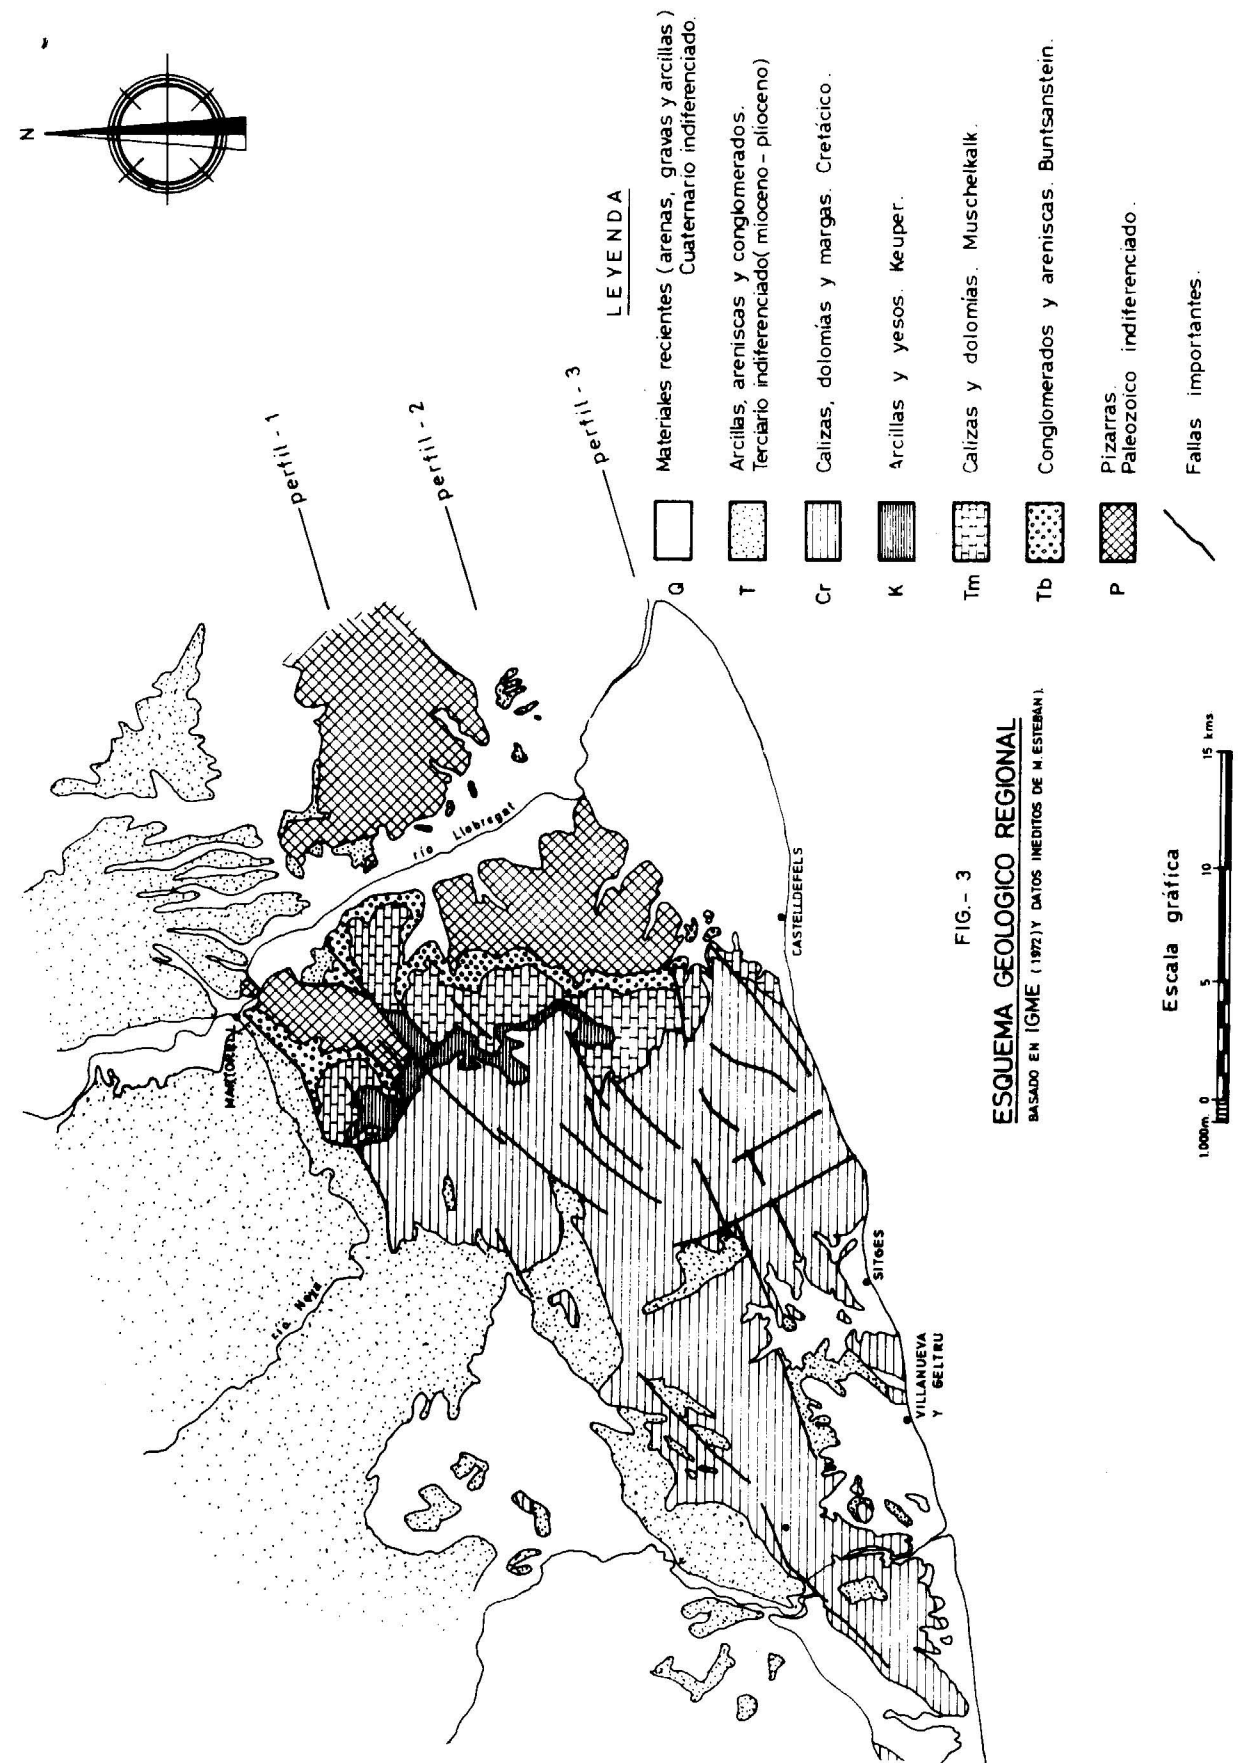 N
perfil - 1
perfil - 2
perfil - 3
LEYENDA
Q Materiales recientes (arenas, gravas y arcillas)
Cuaternario indiferenciado.
T Arcillas, areniscas y conglomerados.
Terciario indiferenciado( mioceno - plioceno)
Cr Calizas, dolomías y margas. Cretácico.
K Arcillas y yesos. Keuper.
Tm Calizas y dolomías. Muschelkalk.
Tb Conglomerados y areniscas. Buntsanstein.
P Pizarras.
Paleozoico indiferenciado.
Fallas importantes.
río Llobregat
MARTORELL
río Noya
CASTELLDEFELS
SITGES
VILLANUEVA
Y GELTRU
FIG.- 3
ESQUEMA GEOLOGICO REGIONAL
BASADO EN IGME (1972) Y DATOS INEDITOS DE M. ESTEBAN).
Escala gráfica
1.000m. 0 5 10 15 kms.